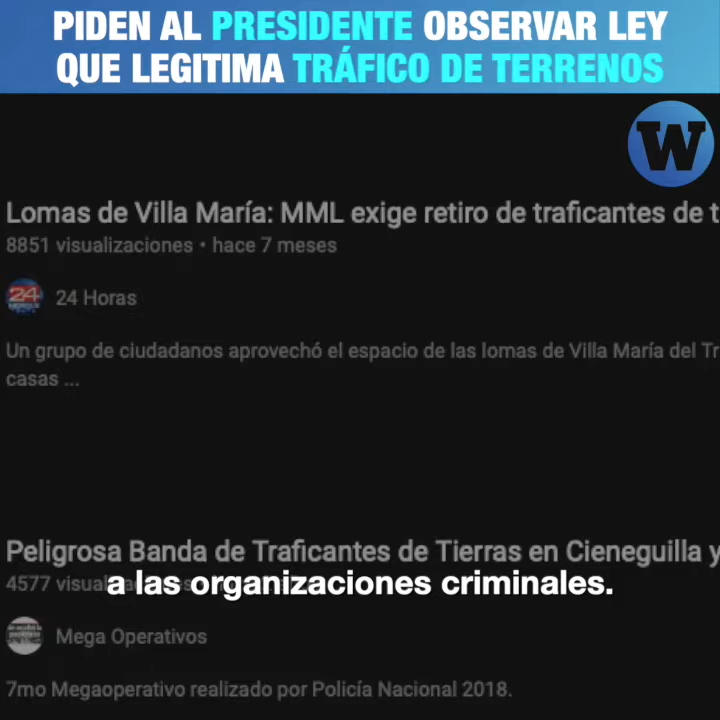 PIDEN AL PRESIDENTE OBSERVAR LEY
QUE LEGITIMA TRÁFICO DE TERRENOS
W
Lomas de Villa María: MML exige retiro de traficantes de t
8851 visualizaciones • hace 7 meses
24
24 Horas
Un grupo de ciudadanos aprovechó el espacio de las lomas de Villa María del Tr
casas ...
Peligrosa Banda de Traficantes de Tierras en Cieneguilla y
4577
a las organizaciones criminales.
Mega Operativos
7mo Megaoperativo realizado por Policía Nacional 2018.